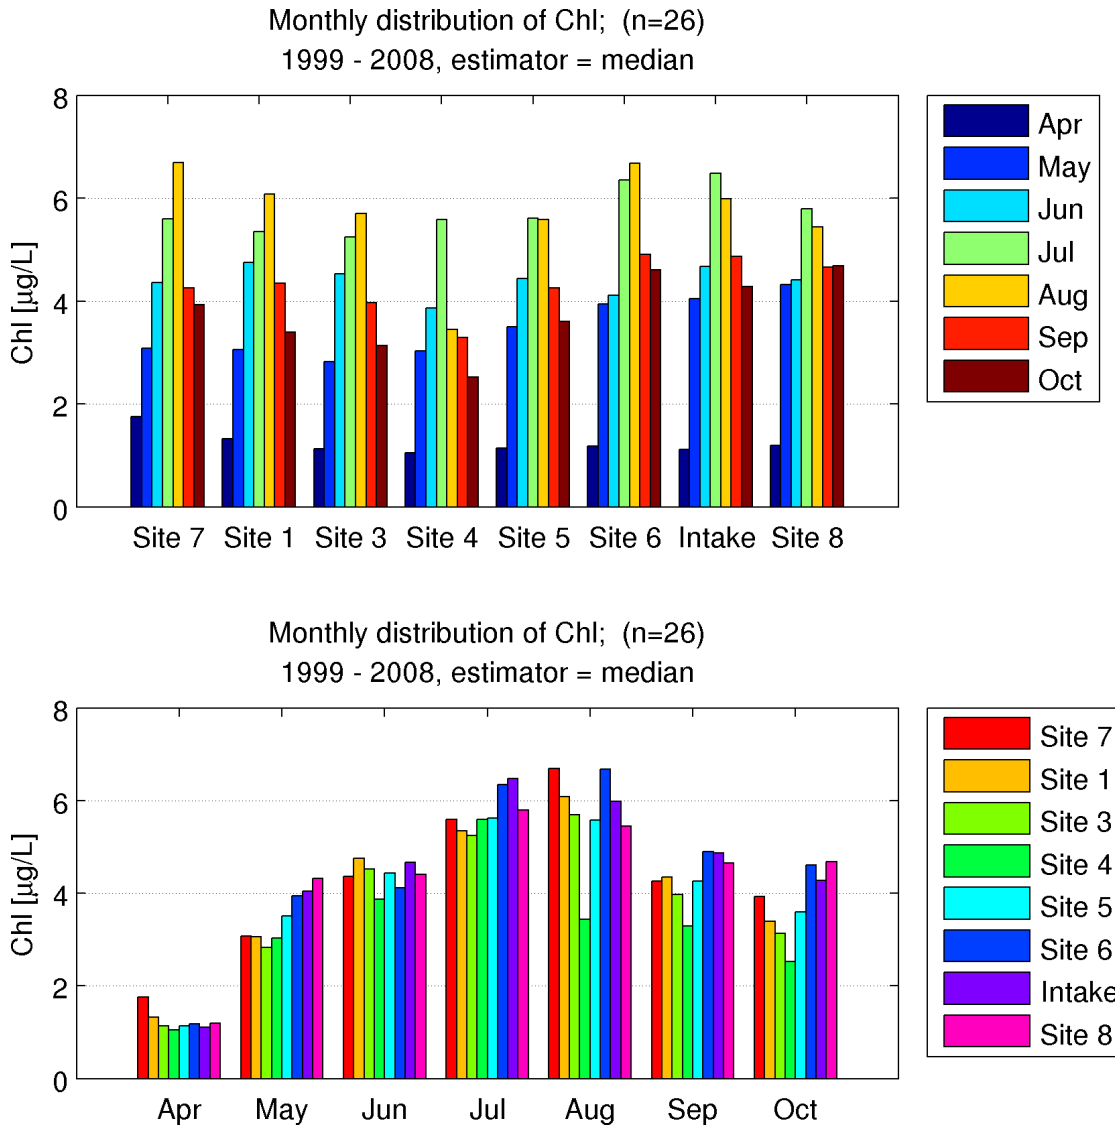 Monthly distribution of Chl;  (n=26)
1999 - 2008, estimator = median
8
6
4
2
0
Chl [µg/L]
Site 7 Site 1 Site 3 Site 4 Site 5 Site 6 Intake Site 8
Apr
May
Jun
Jul
Aug
Sep
Oct
Monthly distribution of Chl;  (n=26)
1999 - 2008, estimator = median
8
6
4
2
0
Chl [µg/L]
Apr May Jun Jul Aug Sep Oct
Site 7
Site 1
Site 3
Site 4
Site 5
Site 6
Intake
Site 8